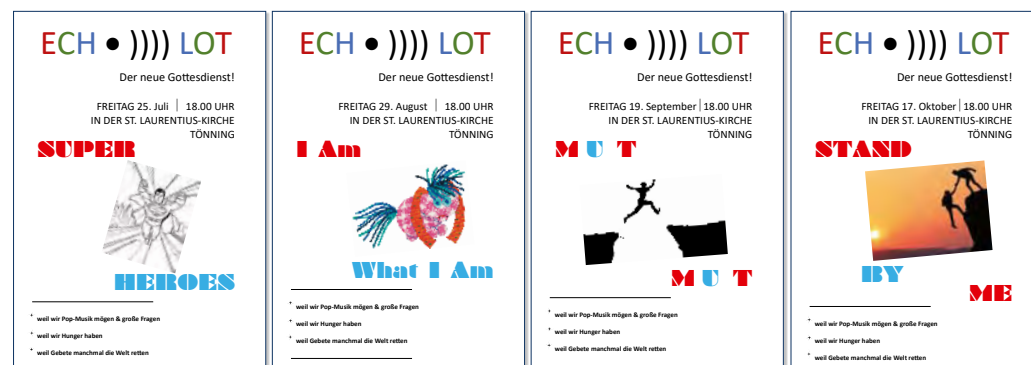 ECH ● )))) LOT
Der neue Gottesdienst!
FREITAG 25. Juli | 18.00 UHR
IN DER ST. LAURENTIUS-KIRCHE
TÖNNING
SUPER
HEROES
+ weil wir Pop-Musik mögen & große Fragen
+ weil wir Hunger haben
+ weil Gebete manchmal die Welt retten
ECH ● )))) LOT
Der neue Gottesdienst!
FREITAG 29. August | 18.00 UHR
IN DER ST. LAURENTIUS-KIRCHE
TÖNNING
I Am
What I Am
+ weil wir Pop-Musik mögen & große Fragen
+ weil wir Hunger haben
+ weil Gebete manchmal die Welt retten
ECH ● )))) LOT
Der neue Gottesdienst!
FREITAG 19. September | 18.00 UHR
IN DER ST. LAURENTIUS-KIRCHE
TÖNNING
M U T
M U T
+ weil wir Pop-Musik mögen & große Fragen
+ weil wir Hunger haben
+ weil Gebete manchmal die Welt retten
ECH ● )))) LOT
Der neue Gottesdienst!
FREITAG 17. Oktober | 18.00 UHR
IN DER ST. LAURENTIUS-KIRCHE
TÖNNING
STAND
BY
ME
+ weil wir Pop-Musik mögen & große Fragen
+ weil wir Hunger haben
+ weil Gebete manchmal die Welt retten